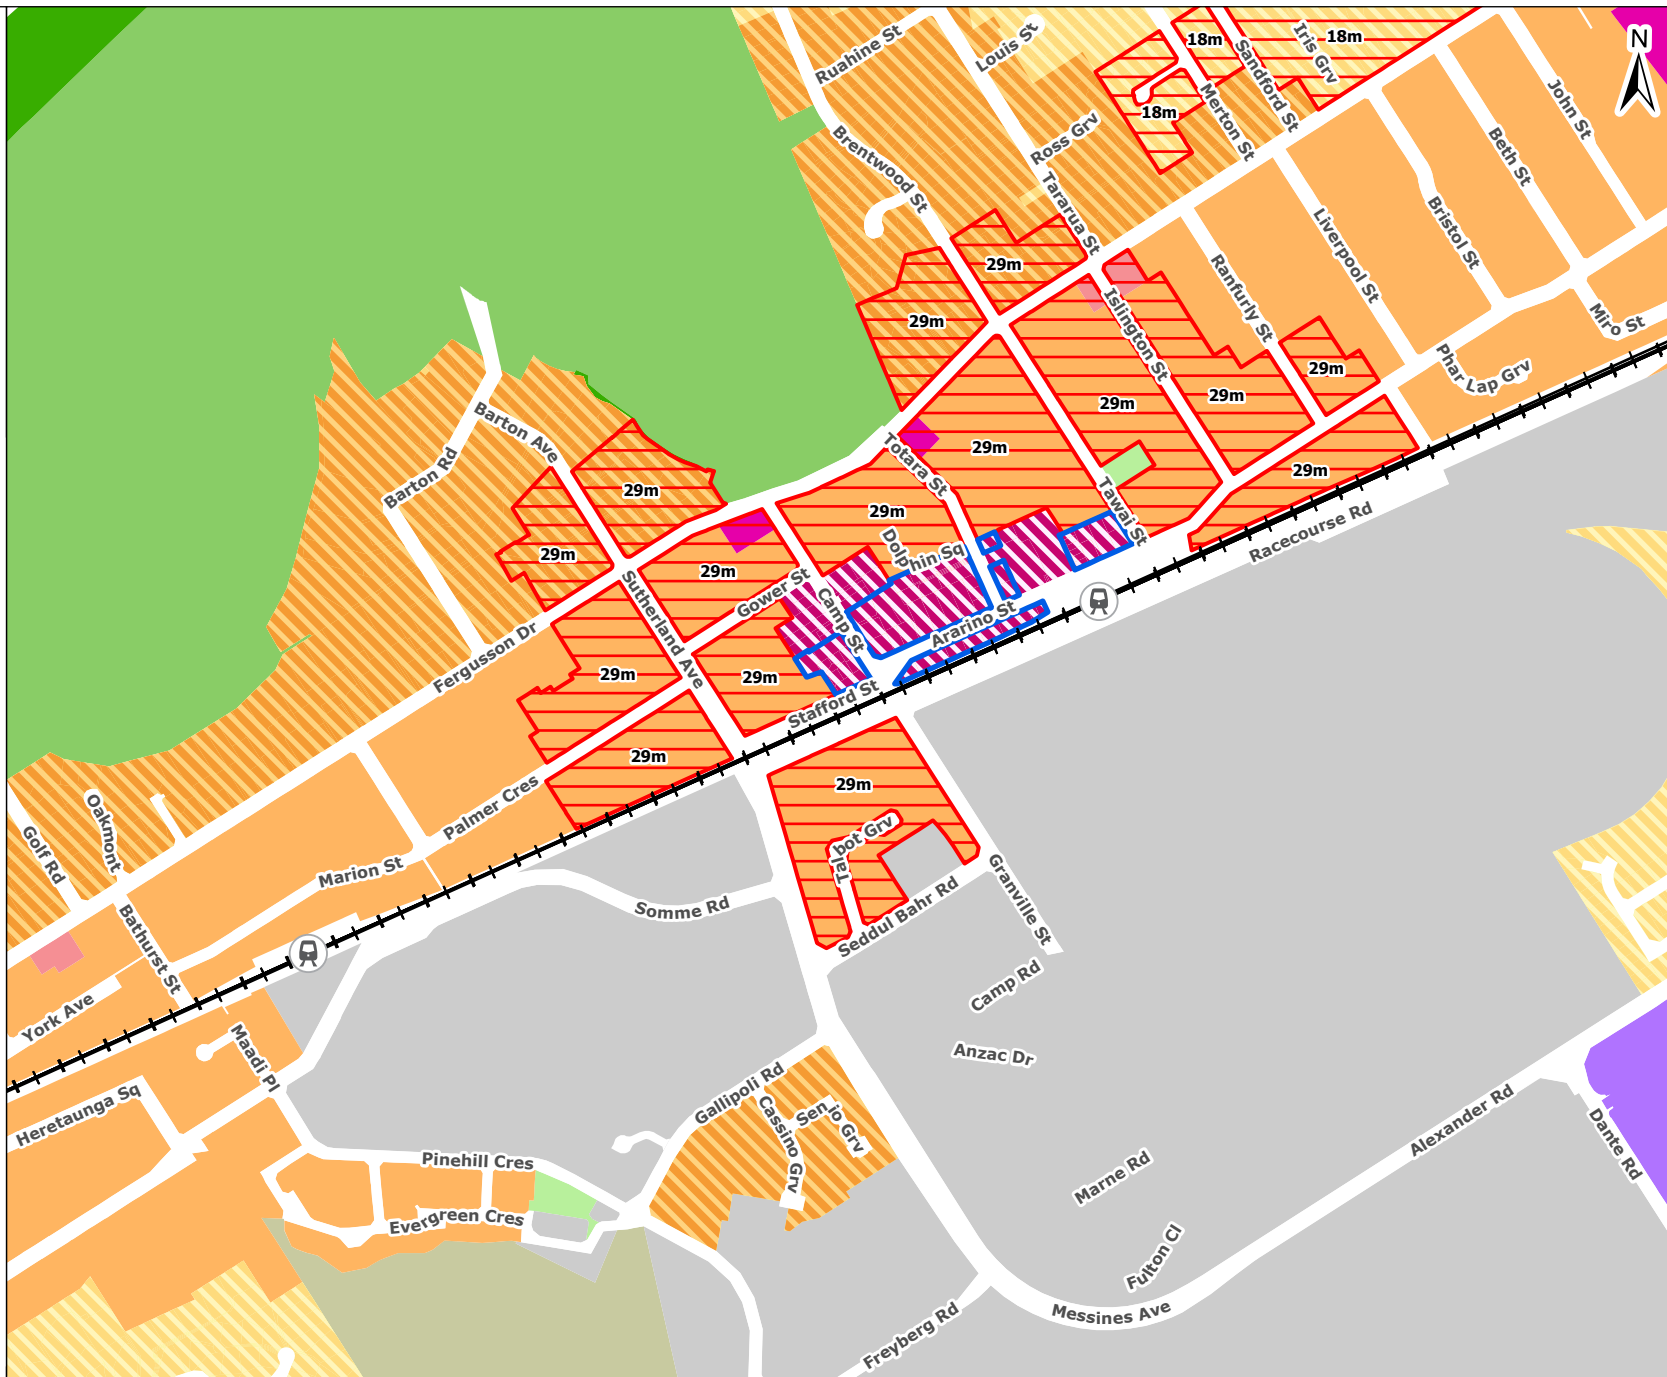 Ruahine St
Louis St
18m
Iris Grv
18m
N
Sandford St
18m
Merton St
John St
Beth St
Ross Grv
Brentwood St
Tararua St
Bristol St
Liverpool St
Ranfurly St
29m
29m
Islington St
Miro St
Phar Lap Grv
29m
29m
29m
29m
29m
Barton Ave
Barton Rd
Totara St
29m
29m
Tawai St
Racecourse Rd
Dolphin Sq
29m
29m
Gower St
Camp St
Sutherland Ave
Ararino St
Fergusson Dr
29m
29m
Stafford St
29m
29m
Palmer Cres
Oakmont
Golf Rd
Marion St
Talbot Grv
Somme Rd
Seddul Bahr Rd
Granville St
Bathurst St
York Ave
Camp Rd
Maadi Pl
Anzac Dr
Heretaunga Sq
Gallipoli Rd
Cassino Grv
Senio Grv
Alexander Rd
Dante Rd
Pinehill Cres
Evergreen Cres
Marne Rd
Fulton Cl
Messines Ave
Freyberg Rd